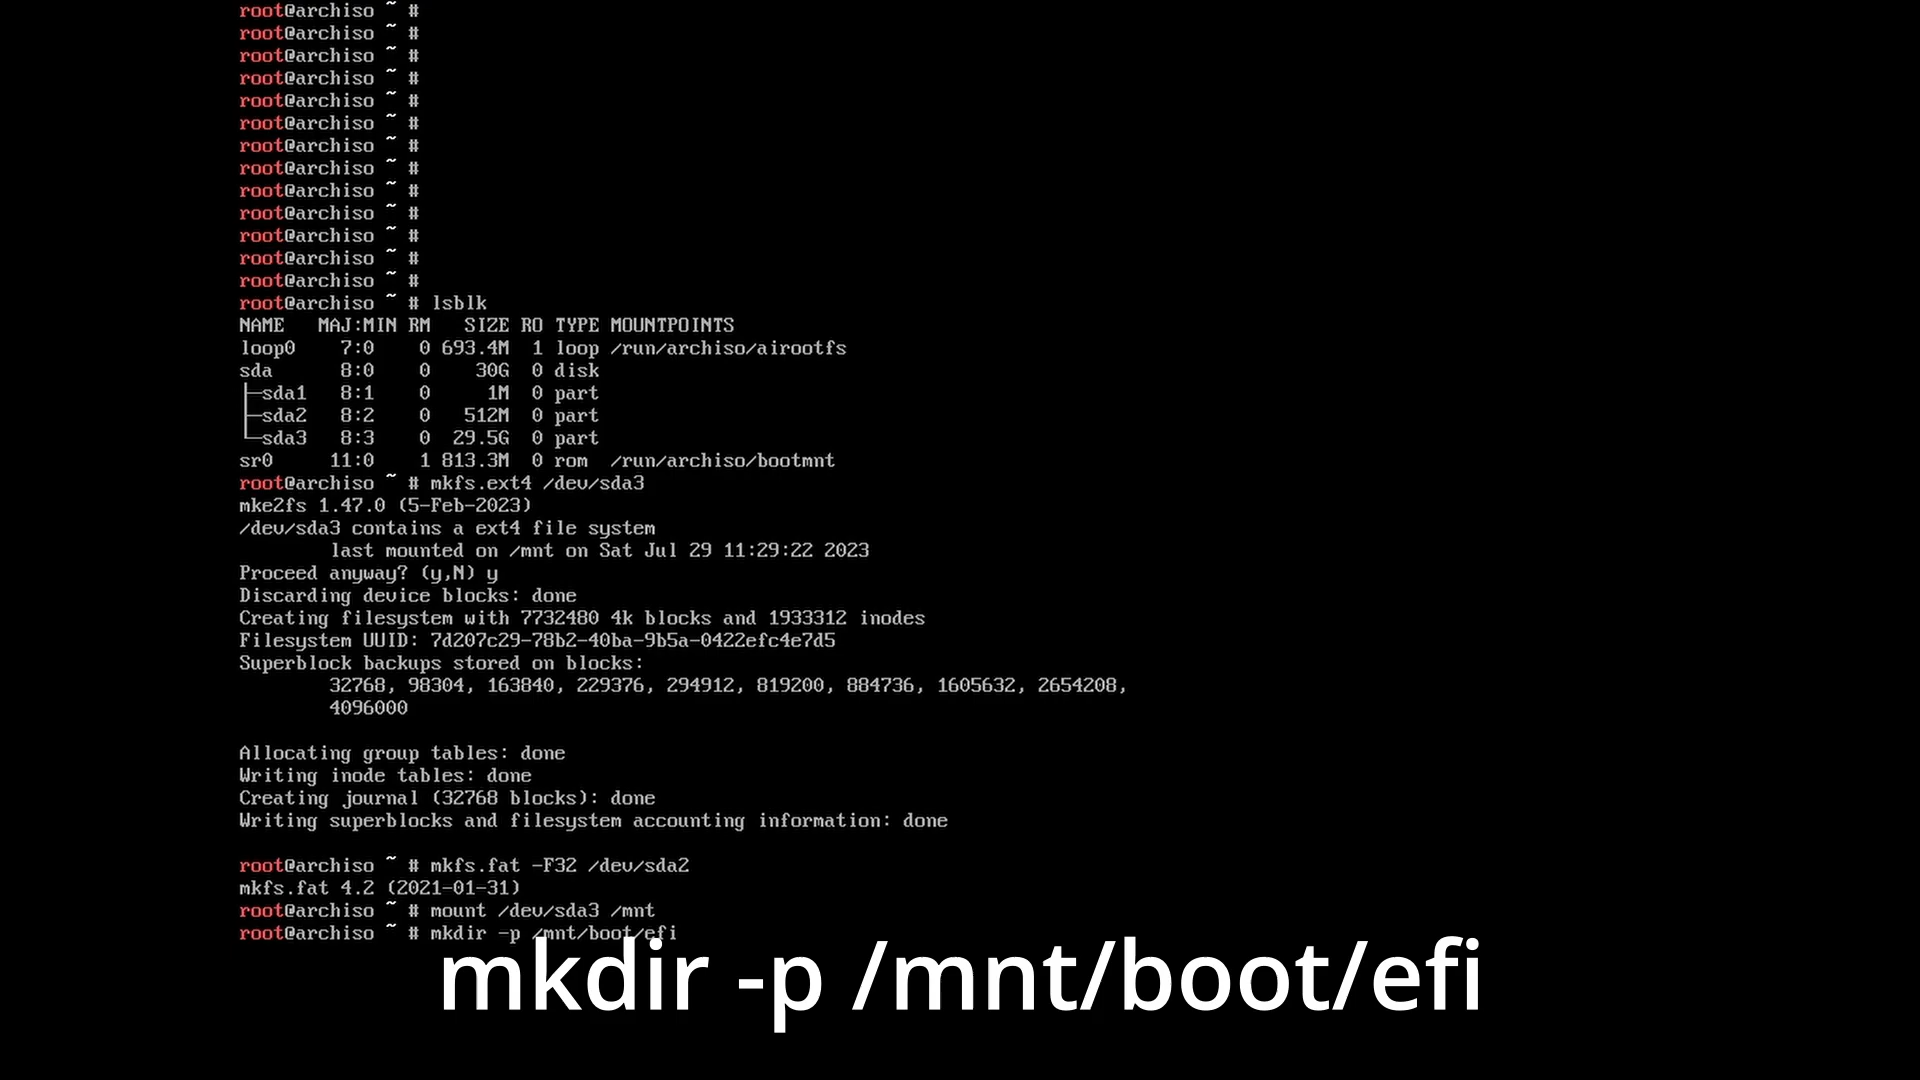 root@archiso ~ #
root@archiso ~ #
root@archiso ~ #
root@archiso ~ #
root@archiso ~ #
root@archiso ~ #
root@archiso ~ #
root@archiso ~ #
root@archiso ~ #
root@archiso ~ #
root@archiso ~ #
root@archiso ~ #
root@archiso ~ #
root@archiso ~ # lsblk
NAME   MAJ:MIN RM   SIZE RO TYPE MOUNTPOINTS
loop0    7:0    0 693.4M  1 loop /run/archiso/airootfs
sda      8:0    0    30G  0 disk
├─sda1   8:1    0     1M  0 part
├─sda2   8:2    0   512M  0 part
└─sda3   8:3    0  29.5G  0 part
sr0     11:0    1 813.3M  0 rom  /run/archiso/bootmnt
root@archiso ~ # mkfs.ext4 /dev/sda3
mke2fs 1.47.0 (5-Feb-2023)
/dev/sda3 contains a ext4 file system
        last mounted on /mnt on Sat Jul 29 11:29:22 2023
Proceed anyway? (y,N) y
Discarding device blocks: done
Creating filesystem with 7732480 4k blocks and 1933312 inodes
Filesystem UUID: 7d207c29-78b2-40ba-9b5a-0422efc4e7d5
Superblock backups stored on blocks:
        32768, 98304, 163840, 229376, 294912, 819200, 884736, 1605632, 2654208,
        4096000
Allocating group tables: done
Writing inode tables: done
Creating journal (32768 blocks): done
Writing superblocks and filesystem accounting information: done
root@archiso ~ # mkfs.fat -F32 /dev/sda2
mkfs.fat 4.2 (2021-01-31)
root@archiso ~ # mount /dev/sda3 /mnt
root@archiso ~ # mkdir -p /mnt/boot/efi
mkdir -p /mnt/boot/efi